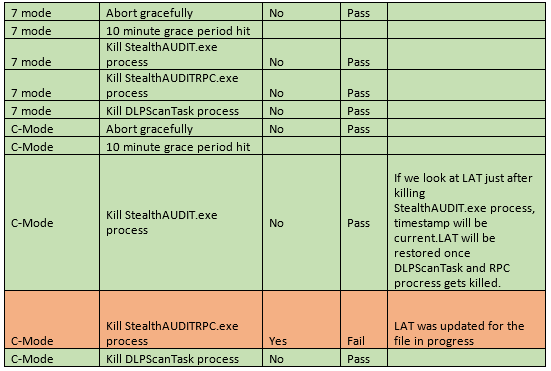 7 mode Abort gracefully No Pass
7 mode 10 minute grace period hit
Kill StealthAUDIT.exe
7 mode process No Pass
Kill StealthAUDITRPC.exe
7 mode process No Pass
7 mode Kill DLPScanTask process No Pass
C-Mode Abort gracefully No Pass
C-Mode 10 minute grace period hit
If we look at LAT just after
killing
StealthAUDIT.exe process,
Kill StealthAUDIT.exe timestamp will be
C-Mode process No Pass current.LAT will be
restored once
DLPScanTask and RPC
procress gets killed.
Kill StealthAUDITRPC.exe LAT was updated for the
C-Mode process Yes Fail file in progress
C-Mode Kill DLPScanTask process No Pass